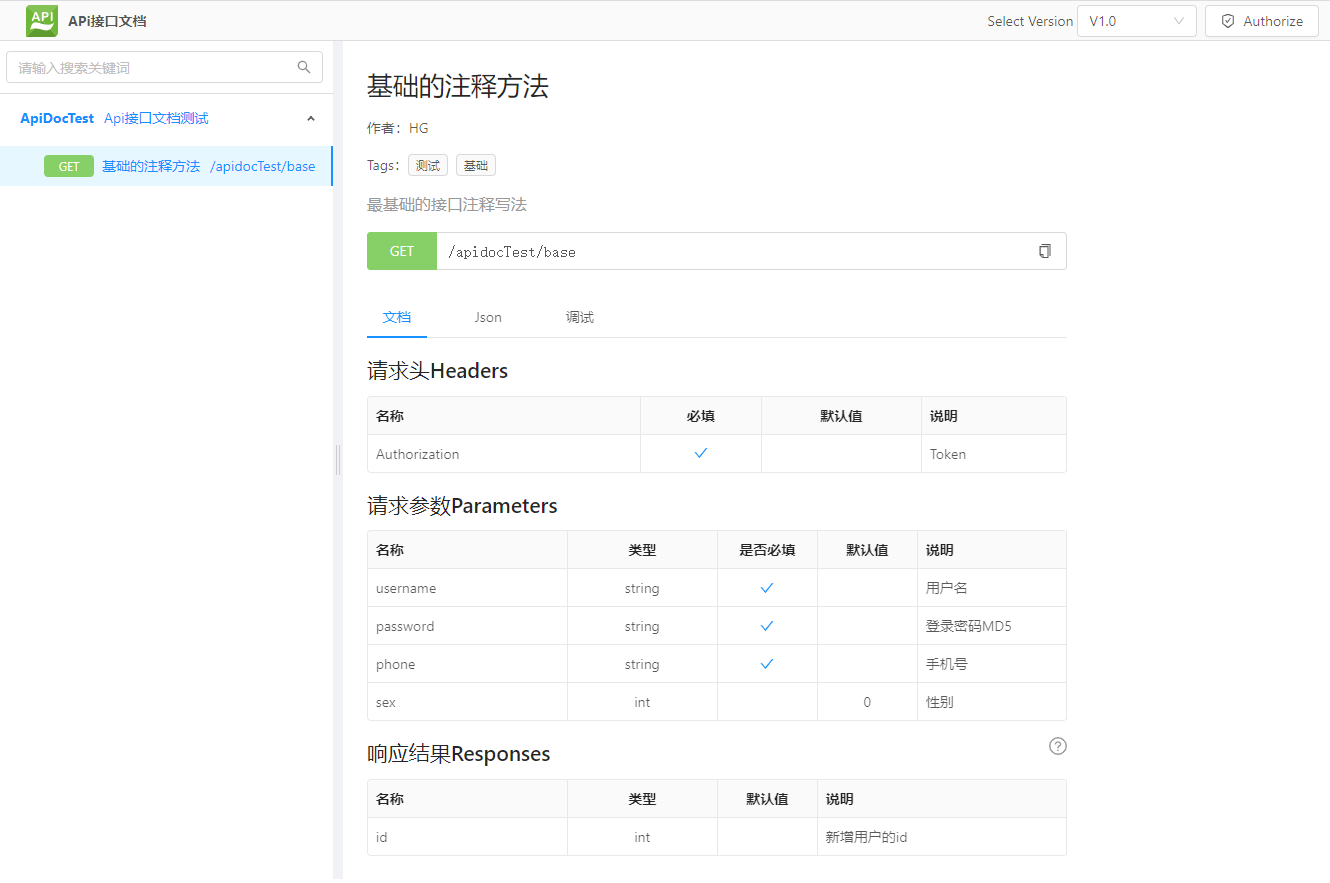 API APi接口文档 Select Version V1.0 Authorize
请输入搜索关键词
ApiDocTest Api接口文档测试
GET 基础的注释方法 /apidocTest/base
基础的注释方法
作者：HG
Tags： 测试 基础
最基础的接口注释写法
GET /apidocTest/base
文档 Json 调试
请求头Headers
名称 必填 默认值 说明
Authorization Token
请求参数Parameters
名称 类型 是否必填 默认值 说明
username string 用户名
password string 登录密码MD5
phone string 手机号
sex int 0 性别
响应结果Responses
名称 类型 默认值 说明
id int 新增用户的id